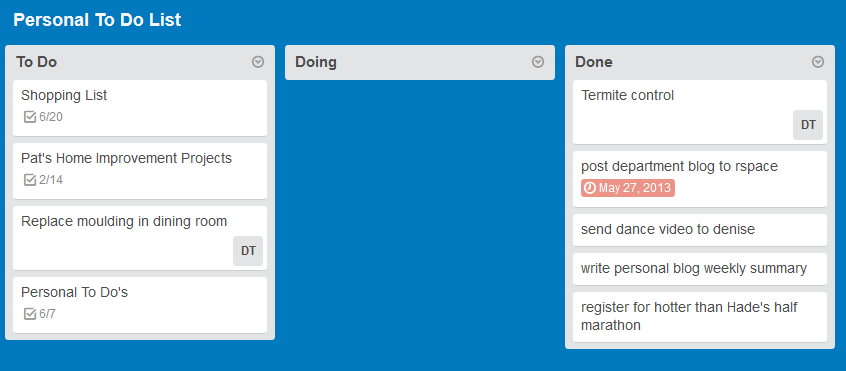 Personal To Do List
To Do
Shopping List
6/20
Pat's Home Improvement Projects
2/14
Replace moulding in dining room
DT
Personal To Do's
6/7
Doing
Done
Termite control
DT
post department blog to rspace
May 27, 2013
send dance video to denise
write personal blog weekly summary
register for hotter than Hade's half
marathon